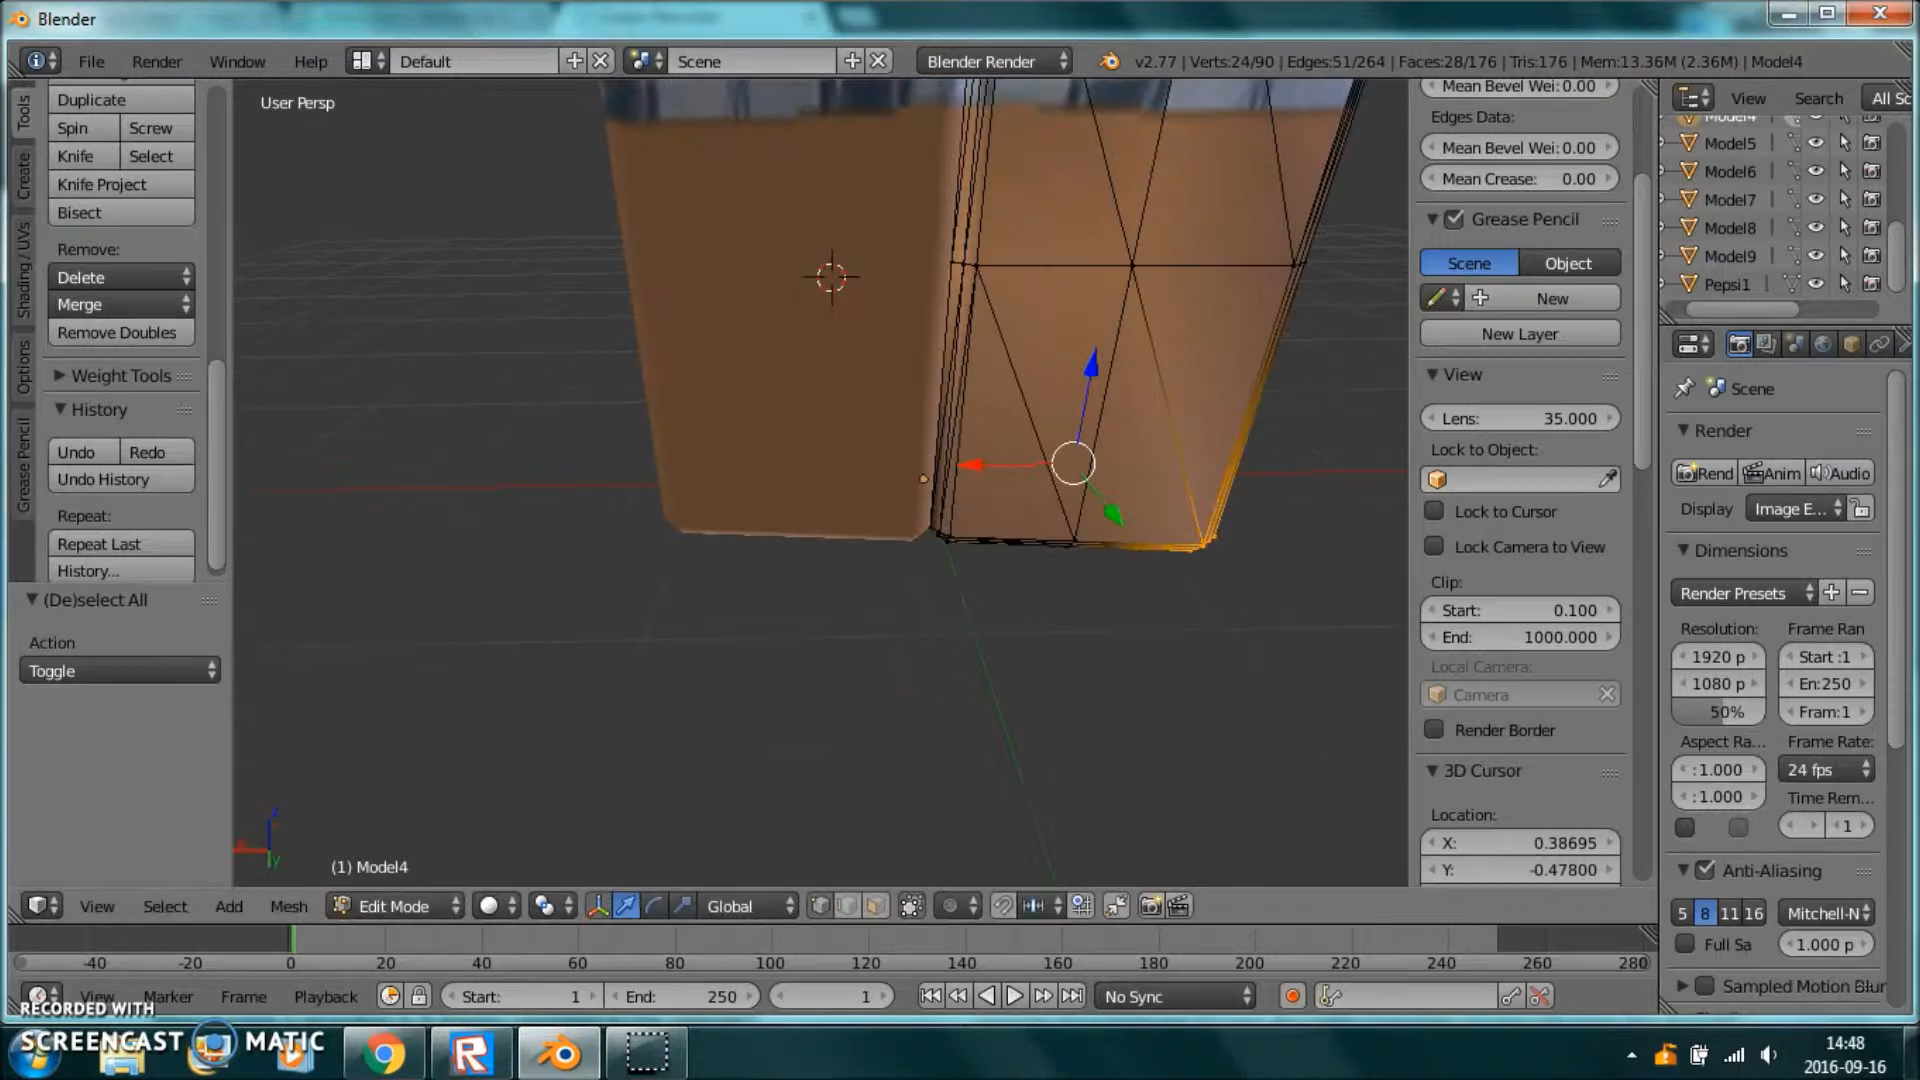 Blender
File Render Window Help Default Scene Blender Render v2.77 | Verts:24/90 | Edges:51/264 | Faces:28/176 | Tris:176 | Mem:13.36M (2.36M) | Model4
Tools
Create
Shading / UVs
Options
Grease Pencil
Duplicate
Spin Screw
Knife Select
Knife Project
Bisect
Remove:
Delete
Merge
Remove Doubles
Weight Tools
History
Undo Redo
Undo History
Repeat:
Repeat Last
History...
(De)select All
Action
Toggle
User Persp
(1) Model4
Mean Bevel Wei: 0.00
Edges Data:
Mean Bevel Wei: 0.00
Mean Crease: 0.00
Grease Pencil
Scene Object
New
New Layer
View
Lens: 35.000
Lock to Object:
Lock to Cursor
Lock Camera to View
Clip:
Start: 0.100
End: 1000.000
Local Camera:
Camera
Render Border
3D Cursor
Location:
X: 0.38695
Y: -0.47800
View Search All Sc
Model4
Model5
Model6
Model7
Model8
Model9
Pepsi1
Scene
Render
Rend Anim Audio
Display Image E...
Dimensions
Render Presets
Resolution: Frame Ran
1920 p Start :1
1080 p En:250
50% Fram:1
Aspect Ra... Frame Rate:
:1.000 24 fps
:1.000 Time Rem...
1
Anti-Aliasing
5 8 11 16 Mitchell-N
Full Sa 1.000 p
Sampled Motion Blur
View Select Add Mesh Edit Mode Global
-40 -20 0 20 40 60 80 100 120 140 160 180 200 220 240 260 280
View Marker Frame Playback Start: 1 End: 250 1 No Sync
RECORDED WITH
SCREENCAST MATIC
14:48
2016-09-16